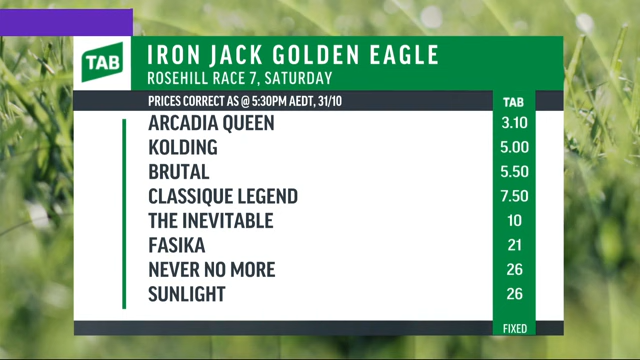 TAB
IRON JACK GOLDEN EAGLE
ROSEHILL RACE 7, SATURDAY
PRICES CORRECT AS @ 5:30PM AEDT, 31/10 TAB
ARCADIA QUEEN 3.10
KOLDING 5.00
BRUTAL 5.50
CLASSIQUE LEGEND 7.50
THE INEVITABLE 10
FASIKA 21
NEVER NO MORE 26
SUNLIGHT 26
FIXED